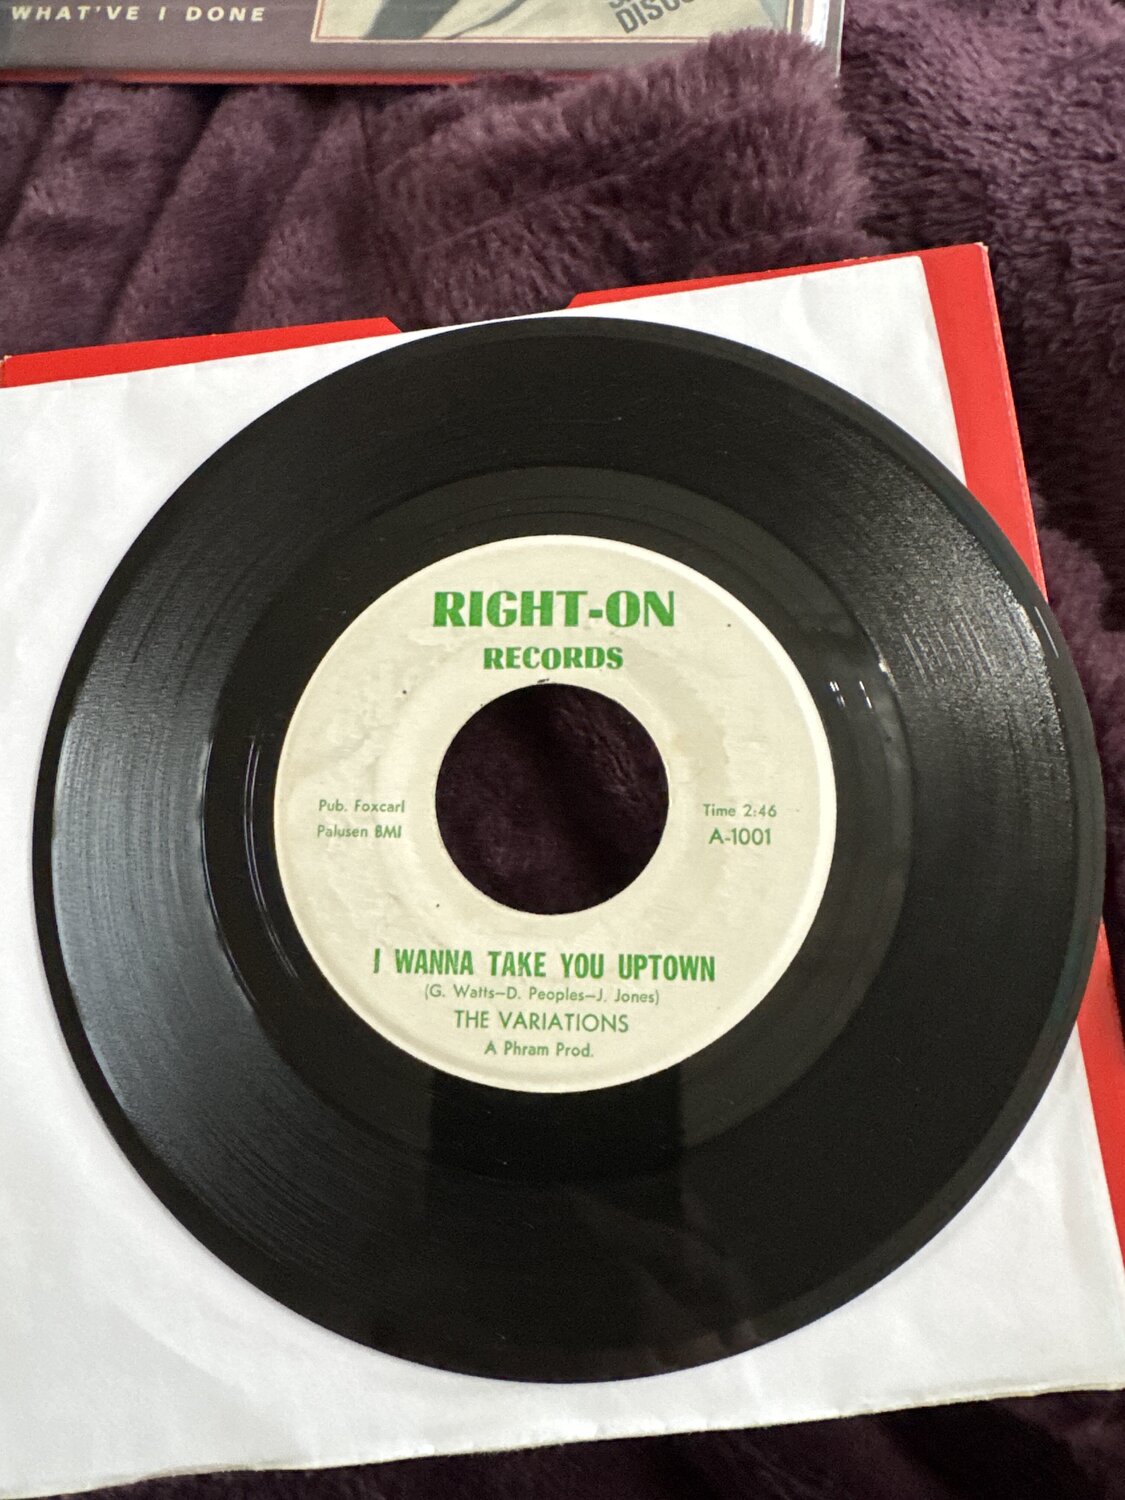 WHAT'VE I DONE
DISCO
RIGHT-ON
RECORDS
Pub. Foxcarl
Palusen BMI
Time 2:46
A-1001
I WANNA TAKE YOU UPTOWN
(G. Watts–D. Peoples–J. Jones)
THE VARIATIONS
A Phram Prod.